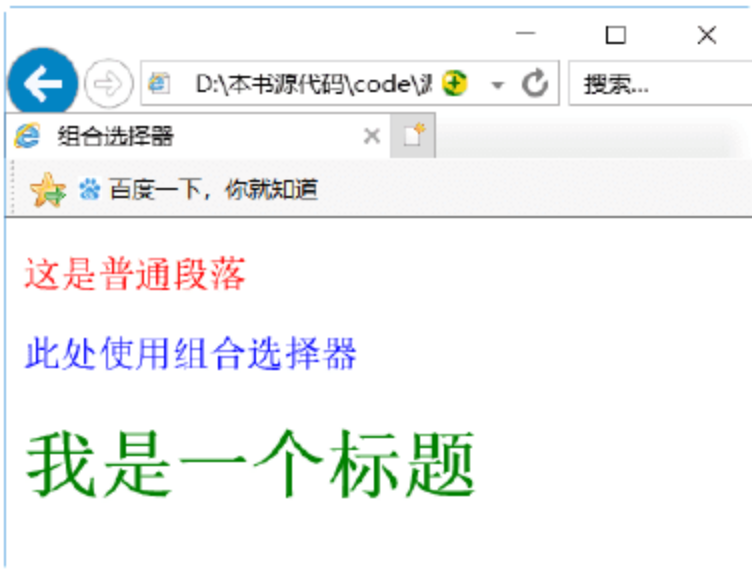 D:\本书源代码\code\
搜索...
组合选择器
百度一下，你就知道
这是普通段落
此处使用组合选择器
我是一个标题